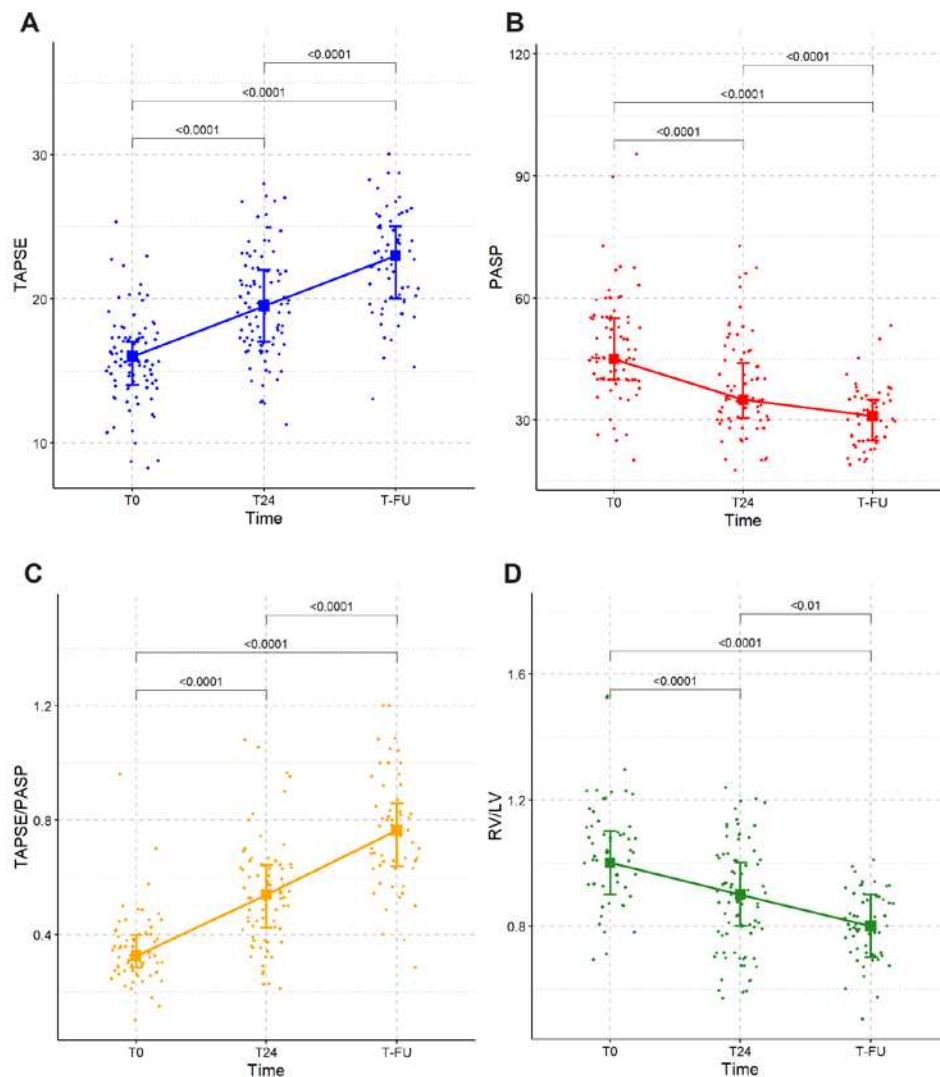 A
<0.0001
<0.0001
<0.0001
30
20
10
TAPSE
T0
T24
T-FU
Time
B
120
<0.0001
<0.0001
<0.0001
90
60
30
PASP
T0
T24
T-FU
Time
C
<0.0001
<0.0001
<0.0001
1.2
0.8
0.4
TAPSE/PASP
T0
T24
T-FU
Time
D
<0.01
<0.0001
<0.0001
1.6
1.2
0.8
RV/LV
T0
T24
T-FU
Time